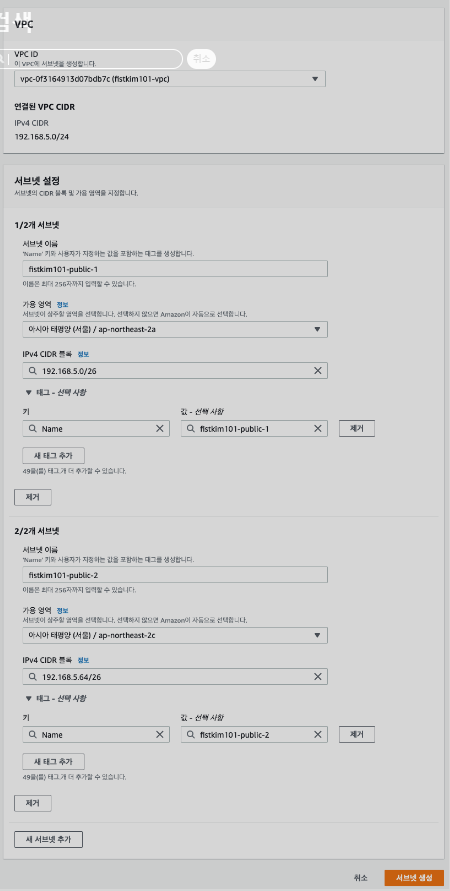 검색
VPC
취소
VPC ID
이 VPC에 서브넷을 생성합니다.
vpc-0f3164913d07bdb7c (fistkim101-vpc)
연결된 VPC CIDR
IPv4 CIDR
192.168.5.0/24
서브넷 설정
서브넷의 CIDR 블록 및 가용 영역을 지정합니다.
1/2개 서브넷
서브넷 이름
'Name' 키와 사용자가 지정하는 값을 포함하는 태그를 생성합니다.
fistkim101-public-1
이름은 최대 256자까지 입력할 수 있습니다.
가용 영역 정보
서브넷이 상주할 영역을 선택합니다. 선택하지 않으면 Amazon이 자동으로 선택합니다.
아시아 태평양 (서울) / ap-northeast-2a
IPv4 CIDR 블록 정보
192.168.5.0/26
태그 - 선택 사항
키 값 - 선택 사항
Name fistkim101-public-1 제거
새 태그 추가
49을(를) 태그.개 더 추가할 수 있습니다.
제거
2/2개 서브넷
서브넷 이름
'Name' 키와 사용자가 지정하는 값을 포함하는 태그를 생성합니다.
fistkim101-public-2
이름은 최대 256자까지 입력할 수 있습니다.
가용 영역 정보
서브넷이 상주할 영역을 선택합니다. 선택하지 않으면 Amazon이 자동으로 선택합니다.
아시아 태평양 (서울) / ap-northeast-2c
IPv4 CIDR 블록 정보
192.168.5.64/26
태그 - 선택 사항
키 값 - 선택 사항
Name fistkim101-public-2 제거
새 태그 추가
49을(를) 태그.개 더 추가할 수 있습니다.
제거
새 서브넷 추가
취소 서브넷 생성